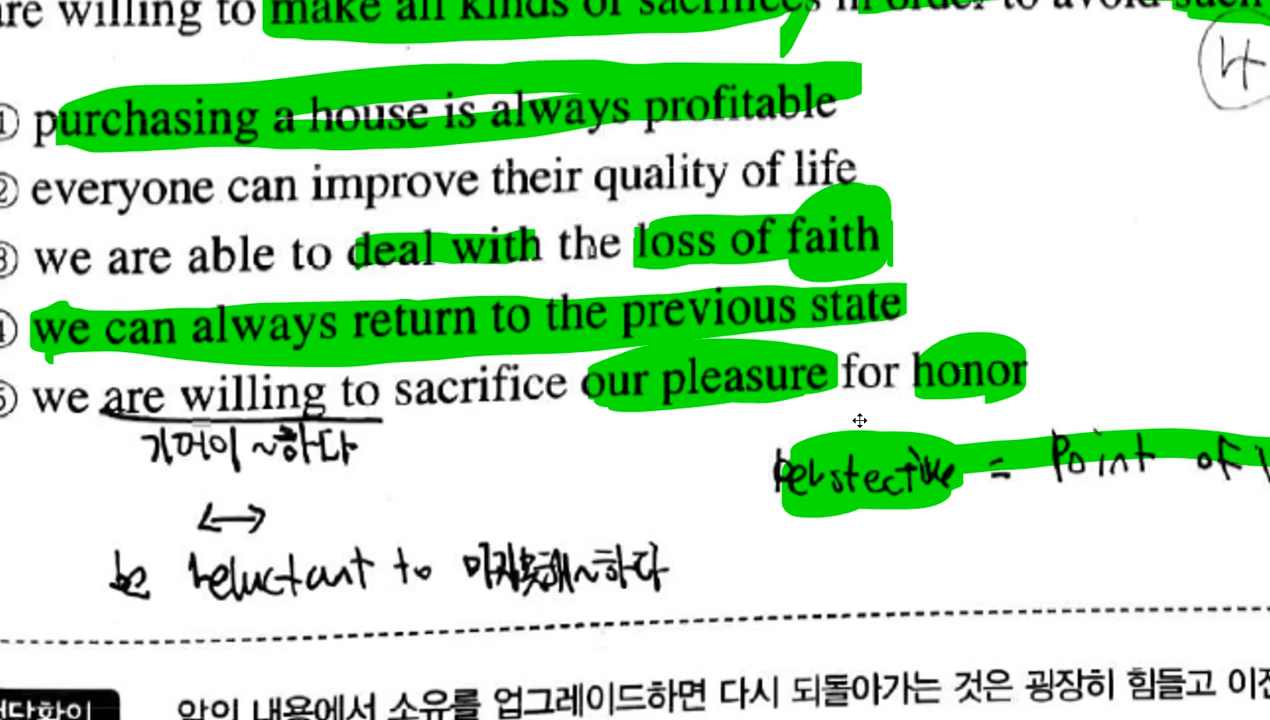 are willing to make all kinds of sacrifices in order to avoid such
④
① purchasing a house is always profitable
② everyone can improve their quality of life
③ we are able to deal with the loss of faith
④ we can always return to the previous state
⑤ we are willing to sacrifice our pleasure for honor
기꺼이 ~하다
perstective = point of
↔
be reluctant to 마지못해~하다
앞의 내용에서 소유를 업그레이드하면 다시 되돌아가는 것은 굉장히 힘들고 이전